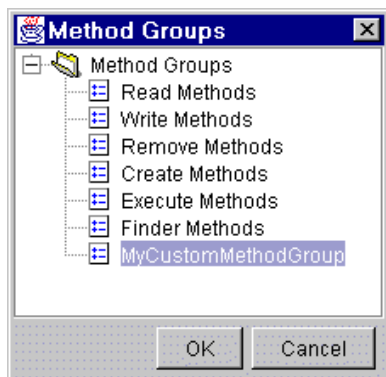 Method Groups
Method Groups
Read Methods
Write Methods
Remove Methods
Create Methods
Execute Methods
Finder Methods
MyCustomMethodGroup
OK Cancel